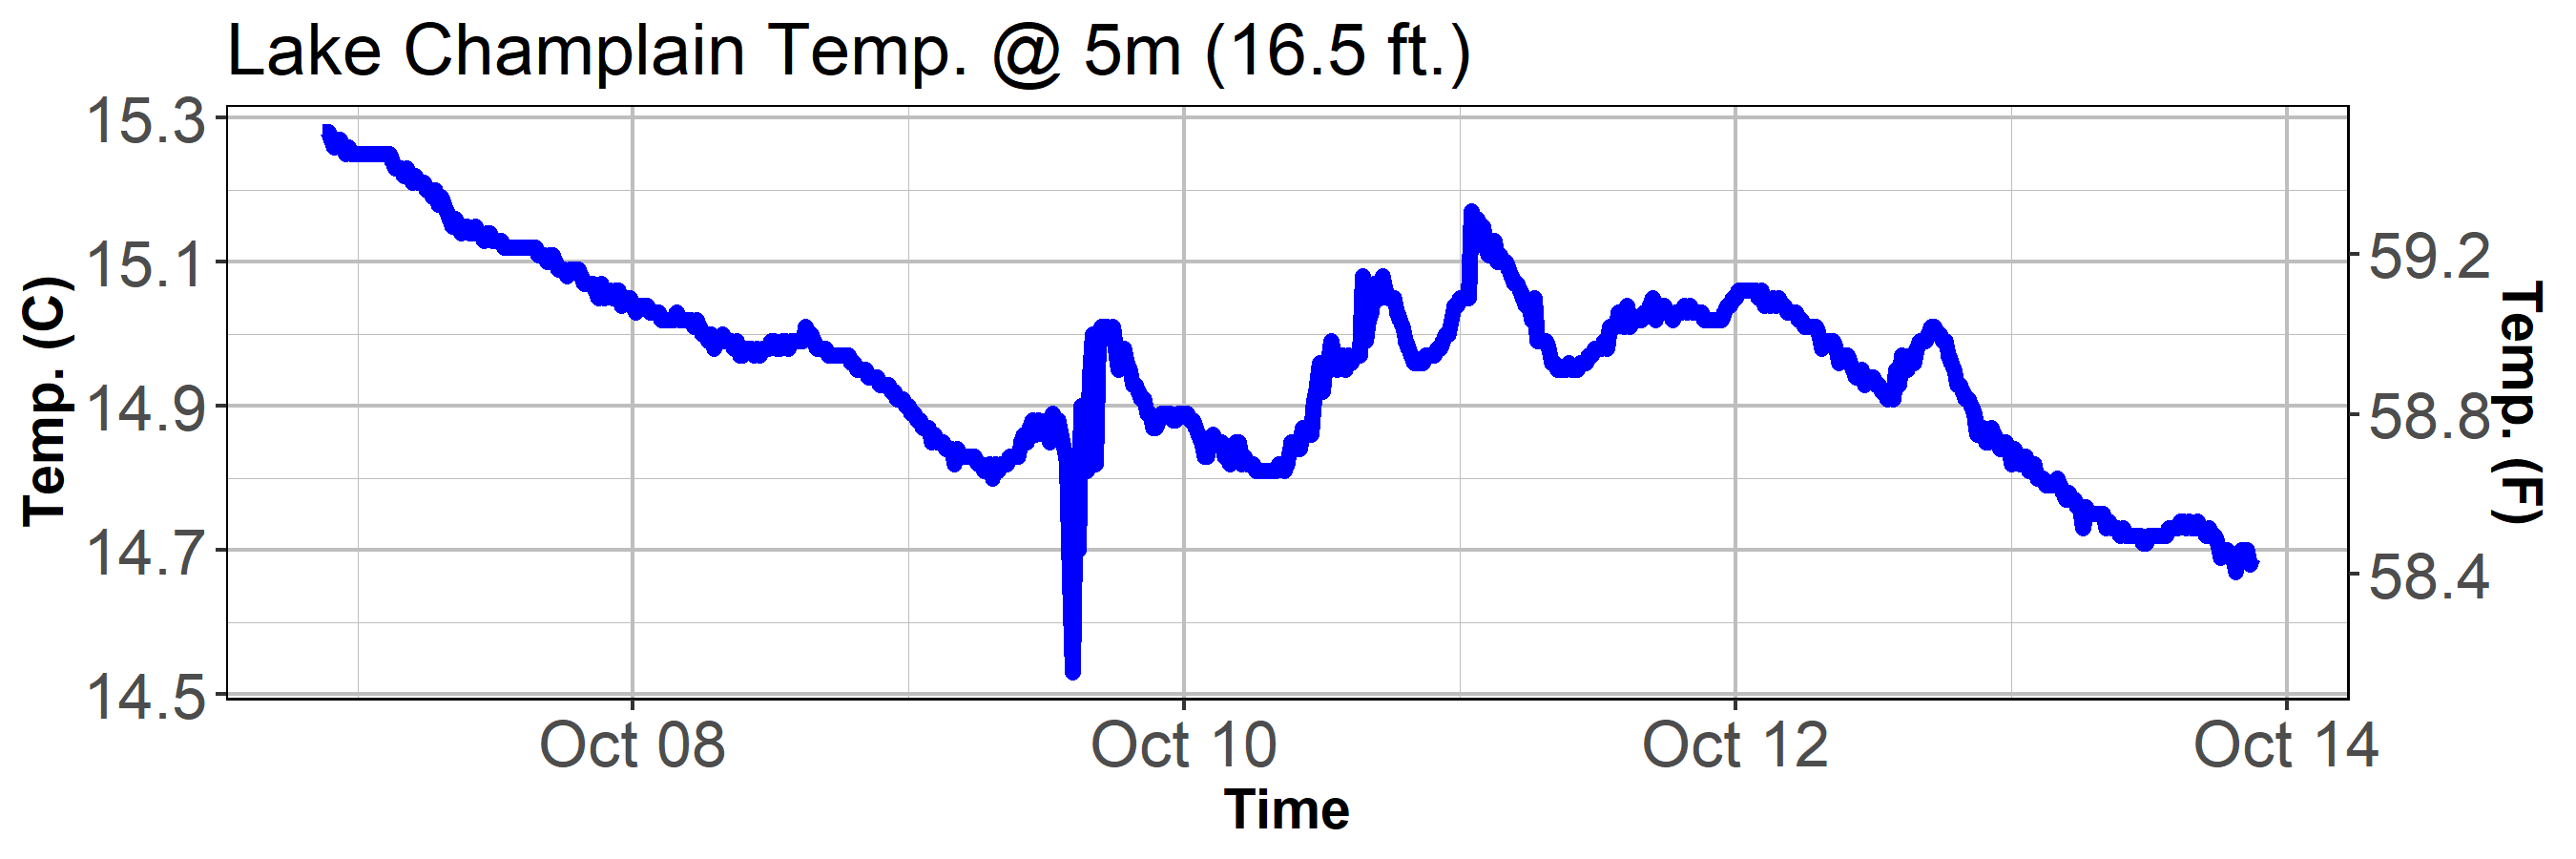 Lake Champlain Temp. @ 5m (16.5 ft.)
15.3
15.1
14.9
14.7
14.5
Temp. (C)
59.2
58.8
58.4
Temp. (F)
Oct 08 Oct 10 Oct 12 Oct 14
Time